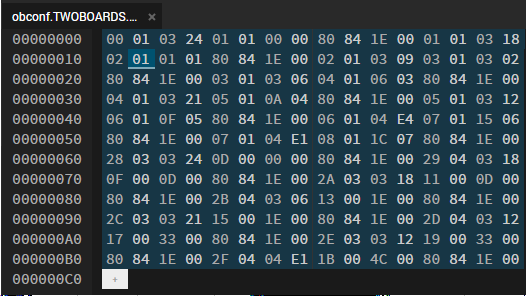 obconf.TWOBOARDS.... ×
00000000 00 01 03 24 01 01 00 00 80 84 1E 00 01 01 03 18
00000010 02 01 01 01 80 84 1E 00 02 01 03 09 03 01 03 02
00000020 80 84 1E 00 03 01 03 06 04 01 06 03 80 84 1E 00
00000030 04 01 03 21 05 01 0A 04 80 84 1E 00 05 01 03 12
00000040 06 01 0F 05 80 84 1E 00 06 01 04 E4 07 01 15 06
00000050 80 84 1E 00 07 01 04 E1 08 01 1C 07 80 84 1E 00
00000060 28 03 03 24 0D 00 00 00 80 84 1E 00 29 04 03 18
00000070 0F 00 0D 00 80 84 1E 00 2A 03 03 18 11 00 0D 00
00000080 80 84 1E 00 2B 04 03 06 13 00 1E 00 80 84 1E 00
00000090 2C 03 03 21 15 00 1E 00 80 84 1E 00 2D 04 03 12
000000A0 17 00 33 00 80 84 1E 00 2E 03 03 12 19 00 33 00
000000B0 80 84 1E 00 2F 04 04 E1 1B 00 4C 00 80 84 1E 00
000000C0 +